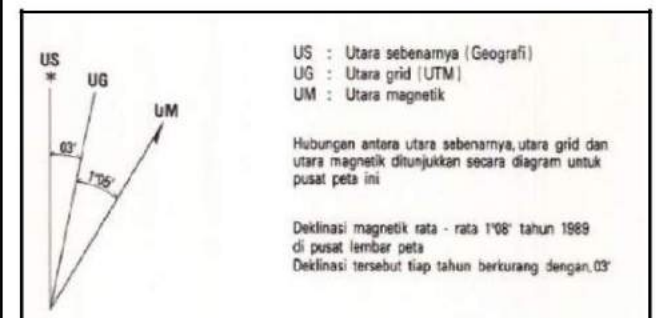 US
*
UG
UM
03'
1°05'
US : Utara sebenarnya (Geografi)
UG : Utara grid (UTM)
UM : Utara magnetik
Hubungan antara utara sebenarnya, utara grid dan
utara magnetik ditunjukkan secara diagram untuk
pusat peta ini
Deklinasi magnetik rata - rata 1°08' tahun 1989
di pusat lembar peta
Deklinasi tersebut tiap tahun berkurang dengan, 03'